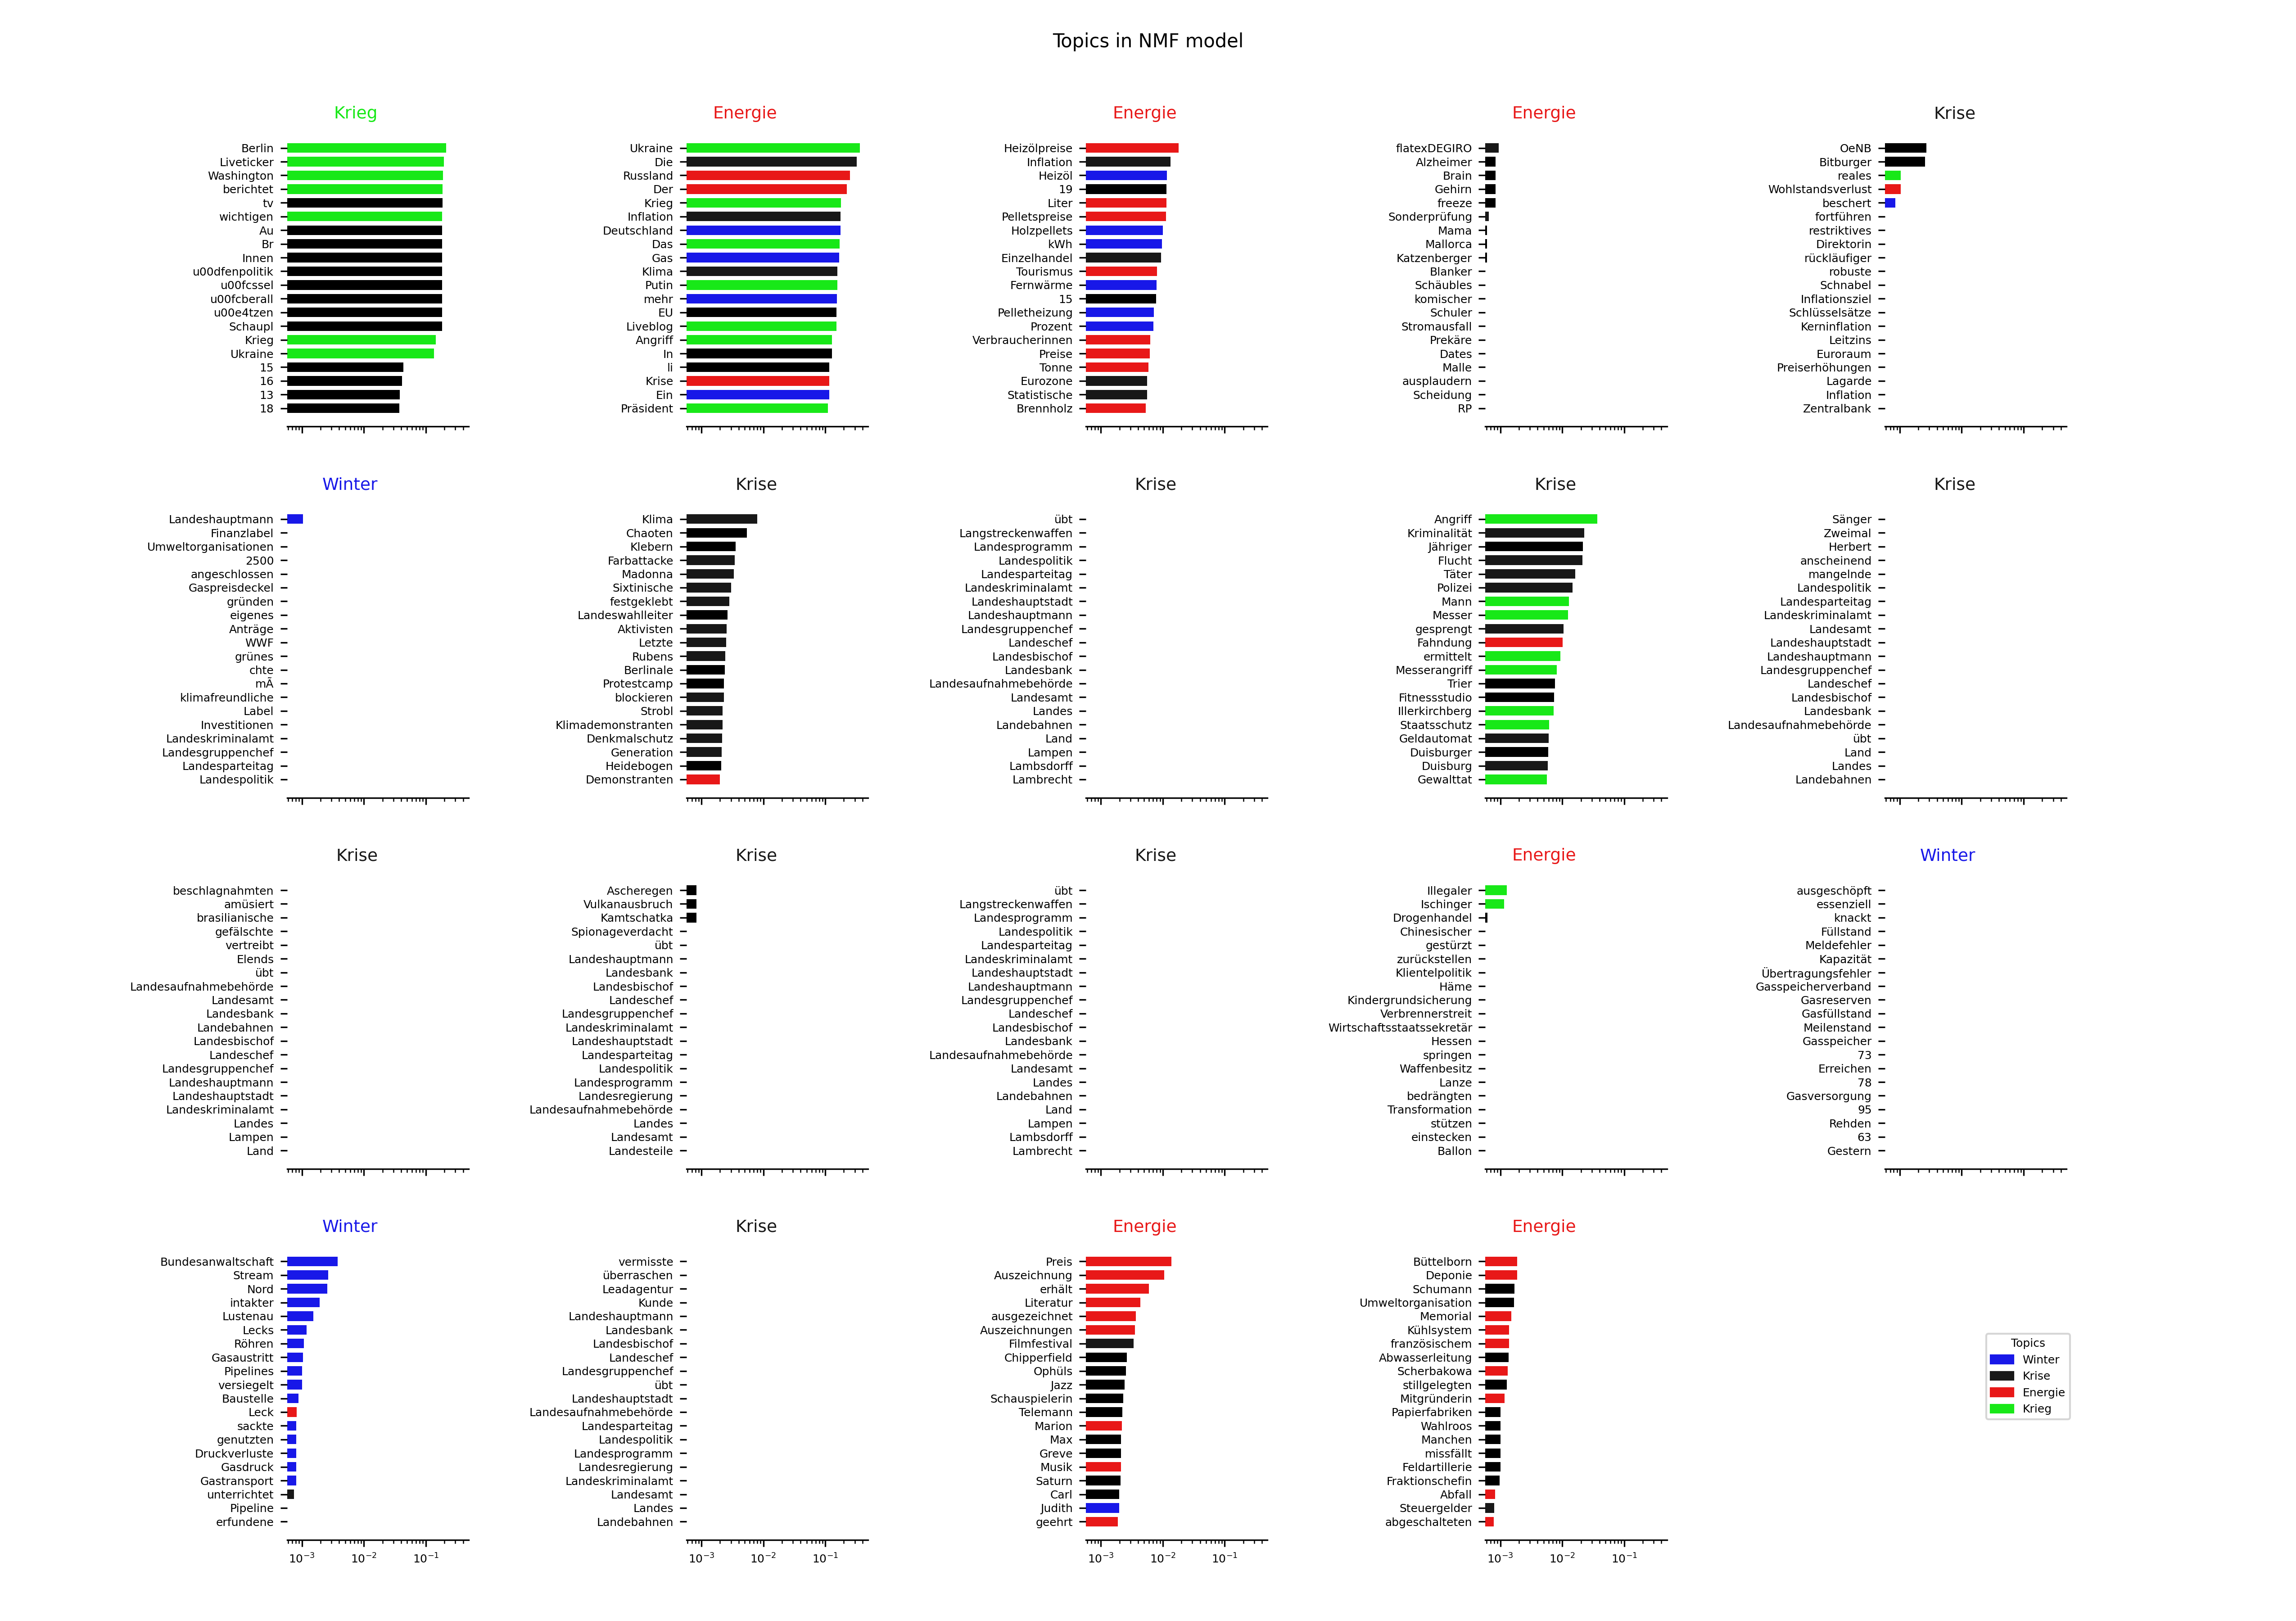 Topics in NMF model
Krieg
Berlin
Liveticker
Washington
berichtet
tv
wichtigen
Au
Br
Innen
u00dfenpolitik
u00fcssel
u00fcberall
u00e4tzen
Schaupl
Krieg
Ukraine
15
16
13
18
Energie
Ukraine
Die
Russland
Der
Krieg
Inflation
Deutschland
Das
Gas
Klima
Putin
mehr
EU
Liveblog
Angriff
In
li
Krise
Ein
Präsident
Energie
Heizölpreise
Inflation
Heizöl
19
Liter
Pelletspreise
Holzpellets
kWh
Einzelhandel
Tourismus
Fernwärme
15
Pelletheizung
Prozent
Verbraucherinnen
Preise
Tonne
Eurozone
Statistische
Brennholz
Energie
flatexDEGIRO
Alzheimer
Brain
Gehirn
freeze
Sonderprüfung
Mama
Mallorca
Katzenberger
Blanker
Schäubles
komischer
Schuler
Stromausfall
Prekäre
Dates
Malle
ausplaudern
Scheidung
RP
Krise
OeNB
Bitburger
reales
Wohlstandsverlust
beschert
fortführen
restriktives
Direktorin
rückläufiger
robuste
Schnabel
Inflationsziel
Schlüsselsätze
Kerninflation
Leitzins
Euroraum
Preiserhöhungen
Lagarde
Inflation
Zentralbank
Winter
Landeshauptmann
Finanzlabel
Umweltorganisationen
2500
angeschlossen
Gaspreisdeckel
gründen
eigenes
Anträge
WWF
grünes
chte
mÃ
klimafreundliche
Label
Investitionen
Landeskriminalamt
Landesgruppenchef
Landesparteitag
Landespolitik
Krise
Klima
Chaoten
Klebern
Farbattacke
Madonna
Sixtinische
festgeklebt
Landeswahlleiter
Aktivisten
Letzte
Rubens
Berlinale
Protestcamp
blockieren
Strobl
Klimademonstranten
Denkmalschutz
Generation
Heidebogen
Demonstranten
Krise
übt
Langstreckenwaffen
Landesprogramm
Landespolitik
Landesparteitag
Landeskriminalamt
Landeshauptstadt
Landeshauptmann
Landesgruppenchef
Landeschef
Landesbischof
Landesbank
Landesaufnahmebehörde
Landesamt
Landes
Landebahnen
Land
Lampen
Lambsdorff
Lambrecht
Krise
Angriff
Kriminalität
Jähriger
Flucht
Täter
Polizei
Mann
Messer
gesprengt
Fahndung
ermittelt
Messerangriff
Trier
Fitnessstudio
Illerkirchberg
Staatsschutz
Geldautomat
Duisburger
Duisburg
Gewalttat
Krise
Sänger
Zweimal
Herbert
anscheinend
mangelnde
Landespolitik
Landesparteitag
Landeskriminalamt
Landesamt
Landeshauptstadt
Landeshauptmann
Landesgruppenchef
Landeschef
Landesbischof
Landesbank
Landesaufnahmebehörde
übt
Land
Landes
Landebahnen
Krise
beschlagnahmten
amüsiert
brasilianische
gefälschte
vertreibt
Elends
übt
Landesaufnahmebehörde
Landesamt
Landesbank
Landebahnen
Landesbischof
Landeschef
Landesgruppenchef
Landeshauptmann
Landeshauptstadt
Landeskriminalamt
Landes
Lampen
Land
Krise
Ascheregen
Vulkanausbruch
Kamtschatka
Spionageverdacht
übt
Landeshauptmann
Landesbank
Landesbischof
Landeschef
Landesgruppenchef
Landeskriminalamt
Landeshauptstadt
Landesparteitag
Landespolitik
Landesprogramm
Landesregierung
Landesaufnahmebehörde
Landes
Landesamt
Landesteile
Krise
übt
Langstreckenwaffen
Landesprogramm
Landespolitik
Landesparteitag
Landeskriminalamt
Landeshauptstadt
Landeshauptmann
Landesgruppenchef
Landeschef
Landesbischof
Landesbank
Landesaufnahmebehörde
Landesamt
Landes
Landebahnen
Land
Lampen
Lambsdorff
Lambrecht
Energie
Illegaler
Ischinger
Drogenhandel
Chinesischer
gestürzt
zurückstellen
Klientelpolitik
Häme
Kindergrundsicherung
Verbrennerstreit
Wirtschaftsstaatssekretär
Hessen
springen
Waffenbesitz
Lanze
bedrängten
Transformation
stützen
einstecken
Ballon
Winter
ausgeschöpft
essenziell
knackt
Füllstand
Meldefehler
Kapazität
Übertragungsfehler
Gasspeicherverband
Gasreserven
Gasfüllstand
Meilenstand
Gasspeicher
73
Erreichen
78
Gasversorgung
95
Rehden
63
Gestern
Winter
Bundesanwaltschaft
Stream
Nord
intakter
Lustenau
Lecks
Röhren
Gasaustritt
Pipelines
versiegelt
Baustelle
Leck
sackte
genutzten
Druckverluste
Gasdruck
Gastransport
unterrichtet
Pipeline
erfundene
10⁻³ 10⁻² 10⁻¹
Krise
vermisste
überraschen
Leadagentur
Kunde
Landeshauptmann
Landesbank
Landesbischof
Landeschef
Landesgruppenchef
übt
Landeshauptstadt
Landesaufnahmebehörde
Landesparteitag
Landespolitik
Landesprogramm
Landesregierung
Landeskriminalamt
Landesamt
Landes
Landebahnen
10⁻³ 10⁻² 10⁻¹
Energie
Preis
Auszeichnung
erhält
Literatur
ausgezeichnet
Auszeichnungen
Filmfestival
Chipperfield
Ophüls
Jazz
Schauspielerin
Telemann
Marion
Max
Greve
Musik
Saturn
Carl
Judith
geehrt
10⁻³ 10⁻² 10⁻¹
Energie
Büttelborn
Deponie
Schumann
Umweltorganisation
Memorial
Kühlsystem
französischem
Abwasserleitung
Scherbakowa
stillgelegten
Mitgründerin
Papierfabriken
Wahlroos
Manchen
missfällt
Feldartillerie
Fraktionschefin
Abfall
Steuergelder
abgeschalteten
10⁻³ 10⁻² 10⁻¹
Topics
Winter
Krise
Energie
Krieg